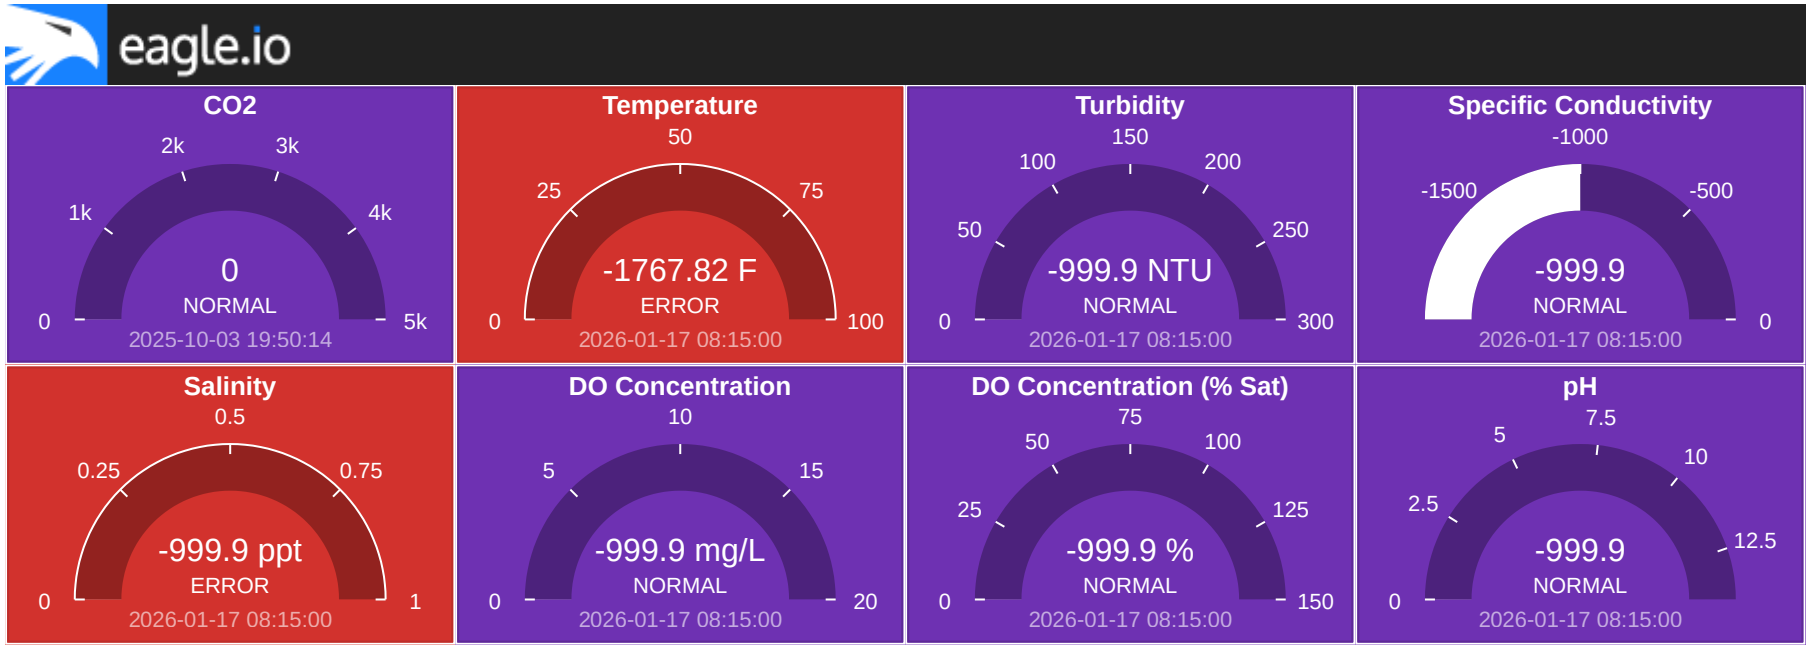 eagle.io
CO2
2k
3k
1k
4k
0
NORMAL
0
5k
2025-10-03 19:50:14
Temperature
50
25
75
-1767.82 F
ERROR
0
100
2026-01-17 08:15:00
Turbidity
150
100
200
50
250
-999.9 NTU
NORMAL
0
300
2026-01-17 08:15:00
Specific Conductivity
-1000
-1500
-500
-999.9
NORMAL
0
2026-01-17 08:15:00
Salinity
0.5
0.25
0.75
-999.9 ppt
ERROR
0
1
2026-01-17 08:15:00
DO Concentration
10
5
15
-999.9 mg/L
NORMAL
0
20
2026-01-17 08:15:00
DO Concentration (% Sat)
75
50
100
25
125
-999.9 %
NORMAL
0
150
2026-01-17 08:15:00
pH
7.5
5
10
2.5
12.5
-999.9
NORMAL
0
2026-01-17 08:15:00